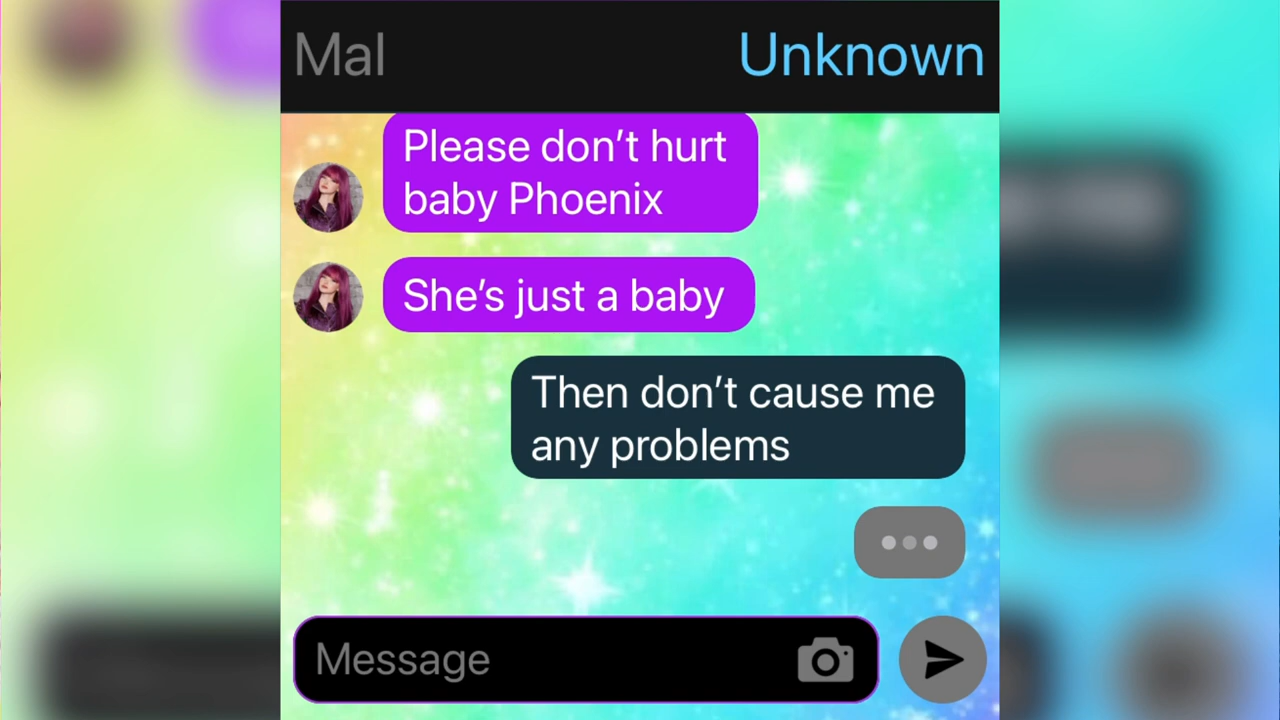 Mal
Unknown
Please don’t hurt
baby Phoenix
She’s just a baby
Then don’t cause me
any problems
Message